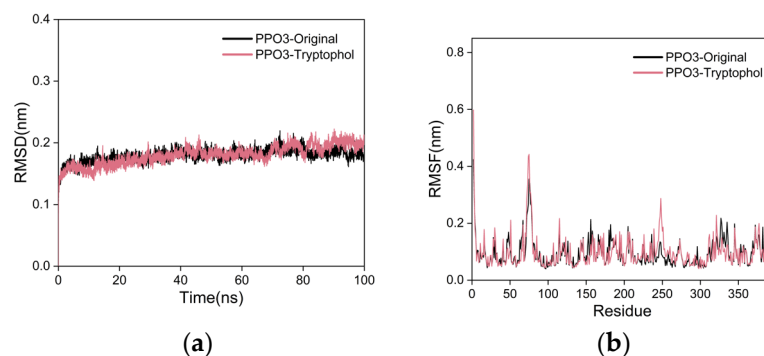 PPO3-Original
PPO3-Tryptophol
RMSD(nm)
0.4
0.3
0.2
0.1
0.0
0 20 40 60 80 100
Time(ns)
(a)
PPO3-Original
PPO3-Tryptophol
RMSF(nm)
0.8
0.6
0.4
0.2
0.0
0 50 100 150 200 250 300 350
Residue
(b)